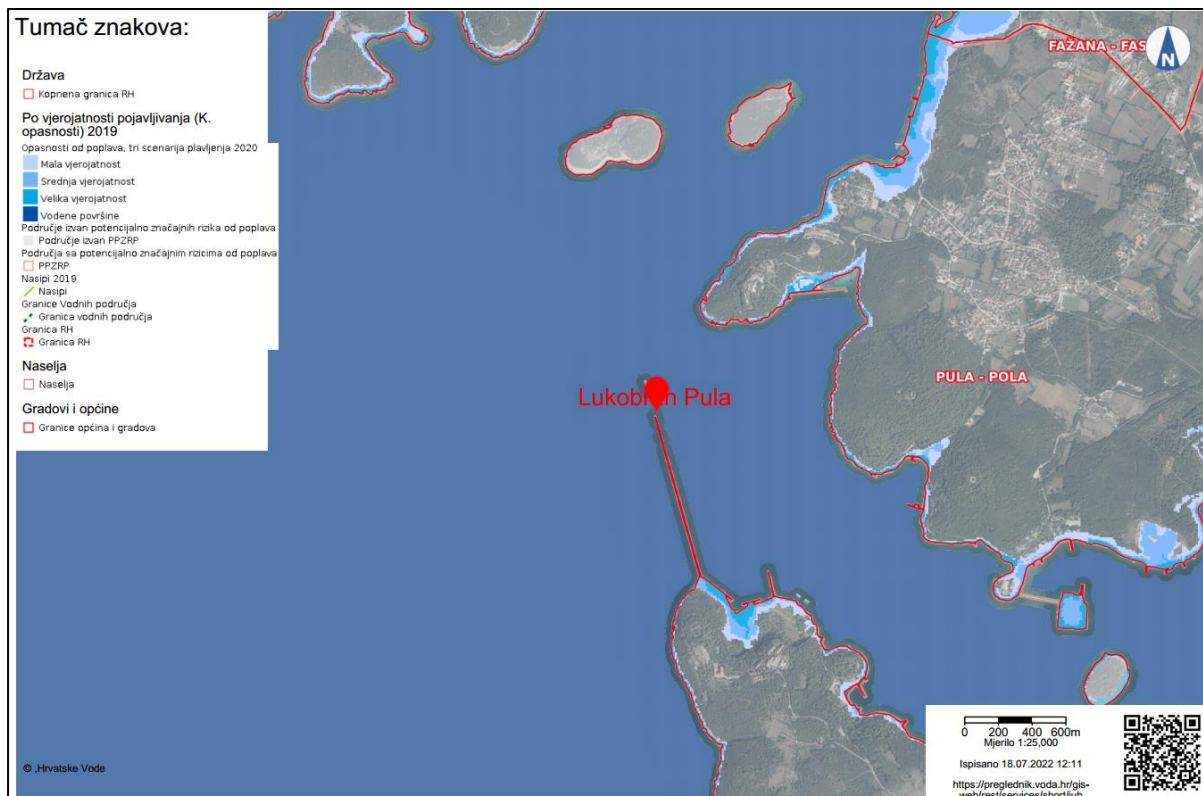 Tumač znakova:
Država
Kopnena granica RH
Po vjerojatnosti pojavljivanja (K.
opasnosti) 2019
Opasnosti od poplava, tri scenarija plavljenja 2020
Mala vjerojatnost
Srednja vjerojatnost
Velika vjerojatnost
Vodene površine
Područje izvan potencijalno značajnih rizika od poplava
Područje izvan PPZRP
Područja sa potencijalno značajnim rizicima od poplava
PPZRP
Nasipi 2019
Nasipi
Granice Vodnih područja
Granica vodnih područja
Granica RH
Granica RH
Naselja
Naselja
Gradovi i općine
Granice općina i gradova
FAŽANA - FAS
N
PULA - POLA
Pula
0 200 400 600m
Mjerilo 1:25,000
Ispisano 18.07.2022 12:11
https://preglednik.voda.hr/gis-
© ,Hrvatske Vode